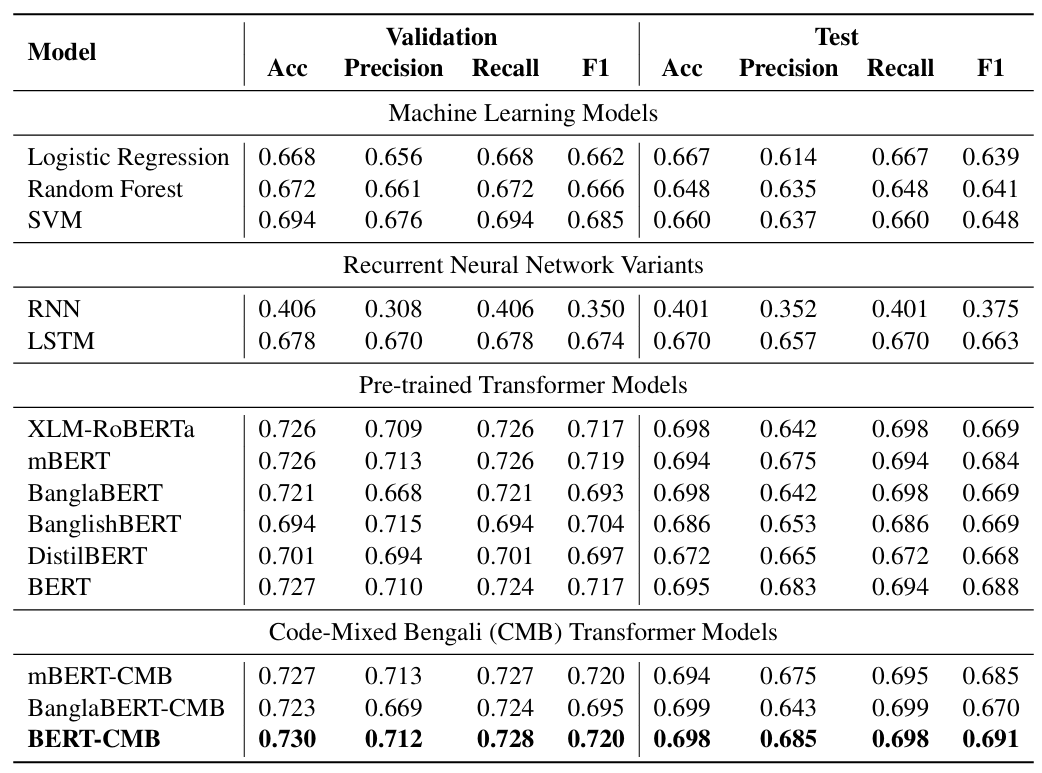 Model Validation Test
Acc Precision Recall F1 Acc Precision Recall F1
Machine Learning Models
Logistic Regression 0.668 0.656 0.668 0.662 0.667 0.614 0.667 0.639
Random Forest 0.672 0.661 0.672 0.666 0.648 0.635 0.648 0.641
SVM 0.694 0.676 0.694 0.685 0.660 0.637 0.660 0.648
Recurrent Neural Network Variants
RNN 0.406 0.308 0.406 0.350 0.401 0.352 0.401 0.375
LSTM 0.678 0.670 0.678 0.674 0.670 0.657 0.670 0.663
Pre-trained Transformer Models
XLM-RoBERTa 0.726 0.709 0.726 0.717 0.698 0.642 0.698 0.669
mBERT 0.726 0.713 0.726 0.719 0.694 0.675 0.694 0.684
BanglaBERT 0.721 0.668 0.721 0.693 0.698 0.642 0.698 0.669
BanglishBERT 0.694 0.715 0.694 0.704 0.686 0.653 0.686 0.669
DistilBERT 0.701 0.694 0.701 0.697 0.672 0.665 0.672 0.668
BERT 0.727 0.710 0.724 0.717 0.695 0.683 0.694 0.688
Code-Mixed Bengali (CMB) Transformer Models
mBERT-CMB 0.727 0.713 0.727 0.720 0.694 0.675 0.695 0.685
BanglaBERT-CMB 0.723 0.669 0.724 0.695 0.699 0.643 0.699 0.670
BERT-CMB 0.730 0.712 0.728 0.720 0.698 0.685 0.698 0.691